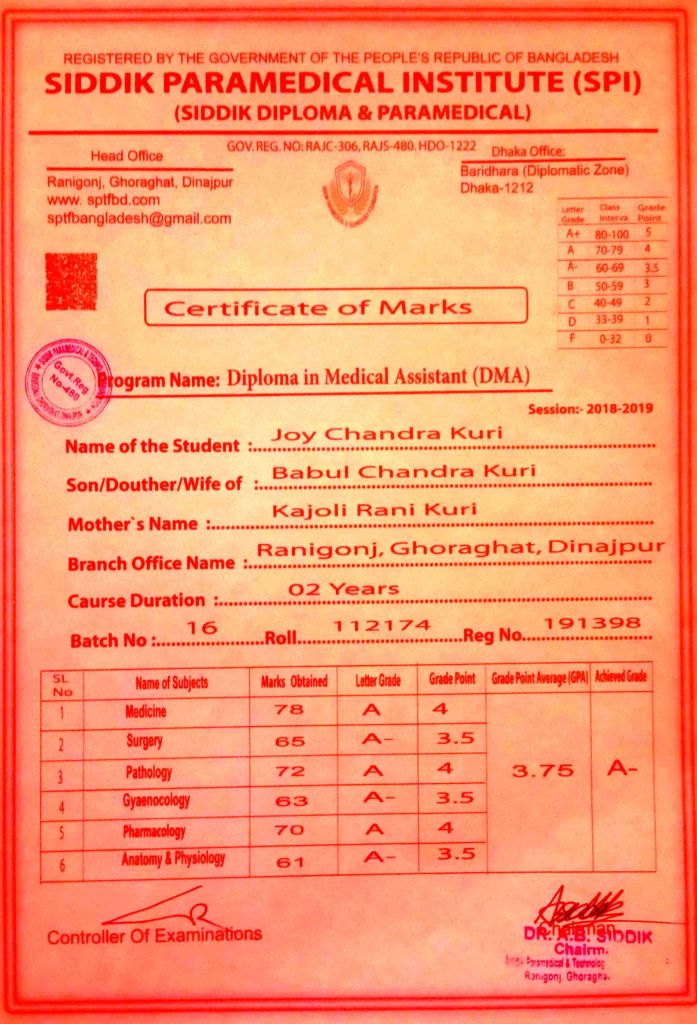 REGISTERED BY THE GOVERNMENT OF THE PEOPLE'S REPUBLIC OF BANGLADESH
SIDDIK PARAMEDICAL INSTITUTE (SPI)
(SIDDIK DIPLOMA & PARAMEDICAL)
GOV. REG. NO: RAJC-306, RAJS-480. HDO-1222
Head Office
Ranigonj, Ghoraghat, Dinajpur
www. sptfbd.com
sptfbangladesh@gmail.com
Dhaka Office:
Baridhara (Diplomatic Zone)
Dhaka-1212
Letter Grade Class Interva Grade Point
A+ 80-100 5
A 70-79 4
A- 60-69 3.5
B 50-59 3
C 40-49 2
D 33-39 1
F 0-32 0
Certificate of Marks
Govt.Reg
No-480
Program Name: Diploma in Medical Assistant (DMA)
Session:- 2018-2019
Name of the Student : Joy Chandra Kuri
Son/Douther/Wife of : Babul Chandra Kuri
Mother`s Name : Kajoli Rani Kuri
Branch Office Name : Ranigonj, Ghoraghat, Dinajpur
Caurse Duration : 02 Years
Batch No : 16 Roll 112174 Reg No 191398
SL No Name of Subjects Marks Obtained Letter Grade Grade Point Grade Point Average (GPA) Achieved Grade
1 Medicine 78 A 4
2 Surgery 65 A- 3.5
3 Pathology 72 A 4 3.75 A-
4 Gyaenocology 63 A- 3.5
5 Pharmacology 70 A 4
6 Anatomy & Physiology 61 A- 3.5
Controller Of Examinations
Chairman
DR. A.B. SIDDIK
Chairm.
Paramedical & Technolog
Ranigonj, Ghoragha